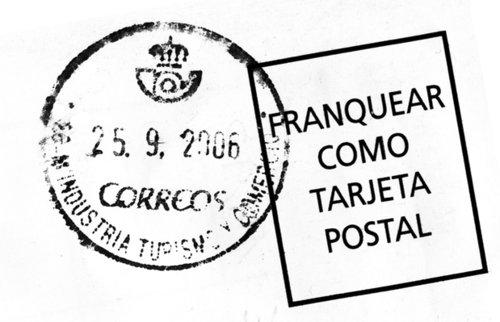 25. 9. 2006
CORREOS
INDUSTRIA TURISMO Y COMERCIO
FRANQUEAR
COMO
TARJETA
POSTAL